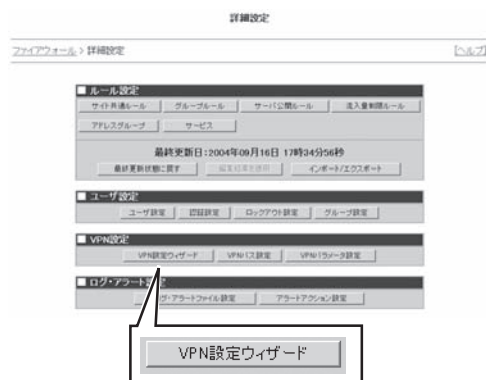 詳細設定
ファイアウォール > 詳細設定 [ヘルプ]
■ ルール設定
サイト共通ルール グループルール サーバ公開ルール 流入量制限ルール
アドレスグループ サービス
最終更新日:2004年09月16日 17時34分56秒
最終更新状態に戻す 編集結果を使用 インポート/エクスポート
■ ユーザ設定
ユーザ設定 認証設定 ロックアウト設定 グループ設定
■ VPN設定
VPN設定ウィザード VPNパス設定 VPNパラメータ設定
■ ログ・アラート設定
グ・アラートファイル設定 アラートアクション設定
VPN設定ウィザード